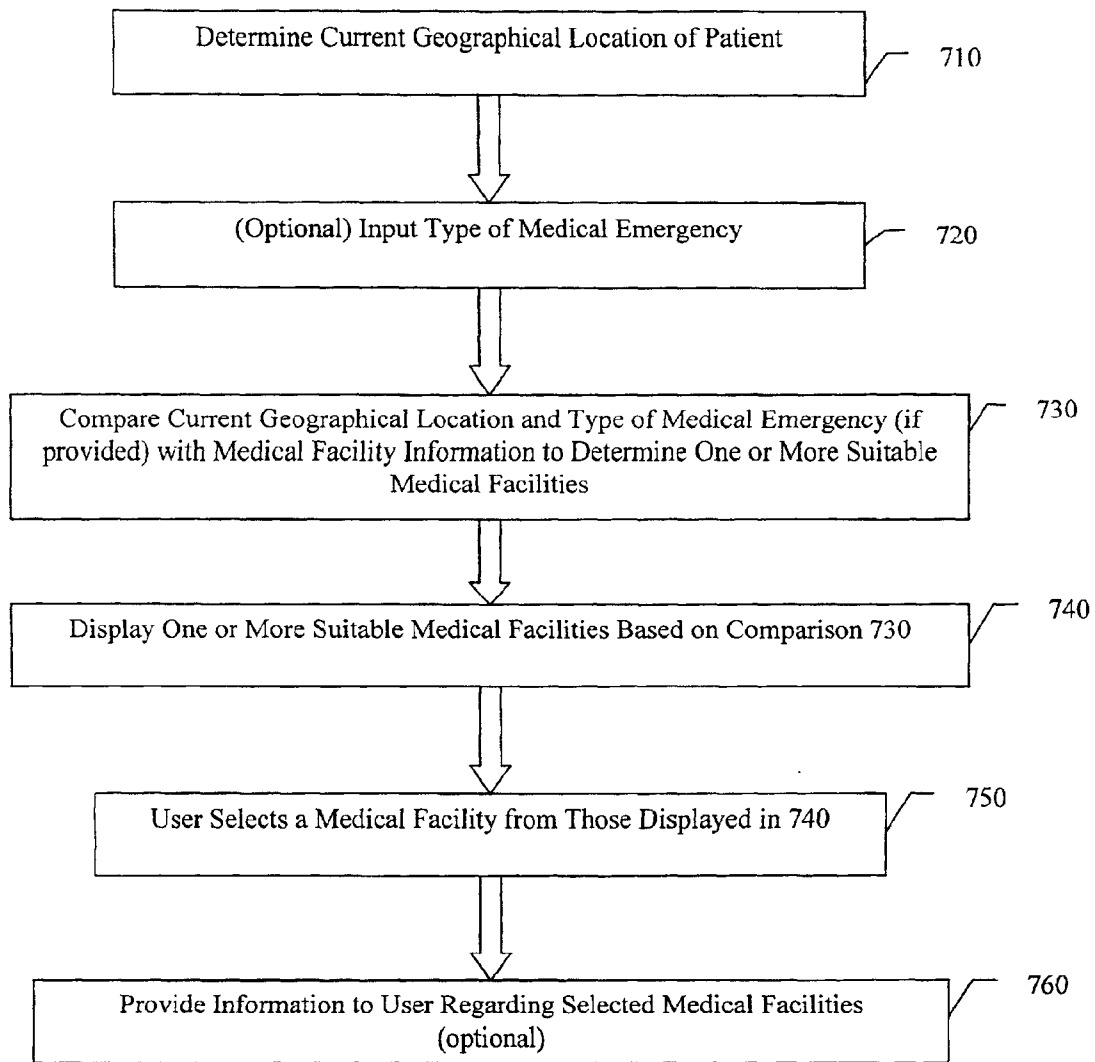 Determine Current Geographical Location of Patient
710
(Optional) Input Type of Medical Emergency
720
Compare Current Geographical Location and Type of Medical Emergency (if
provided) with Medical Facility Information to Determine One or More Suitable
Medical Facilities
730
Display One or More Suitable Medical Facilities Based on Comparison 730
740
User Selects a Medical Facility from Those Displayed in 740
750
Provide Information to User Regarding Selected Medical Facilities
(optional)
760